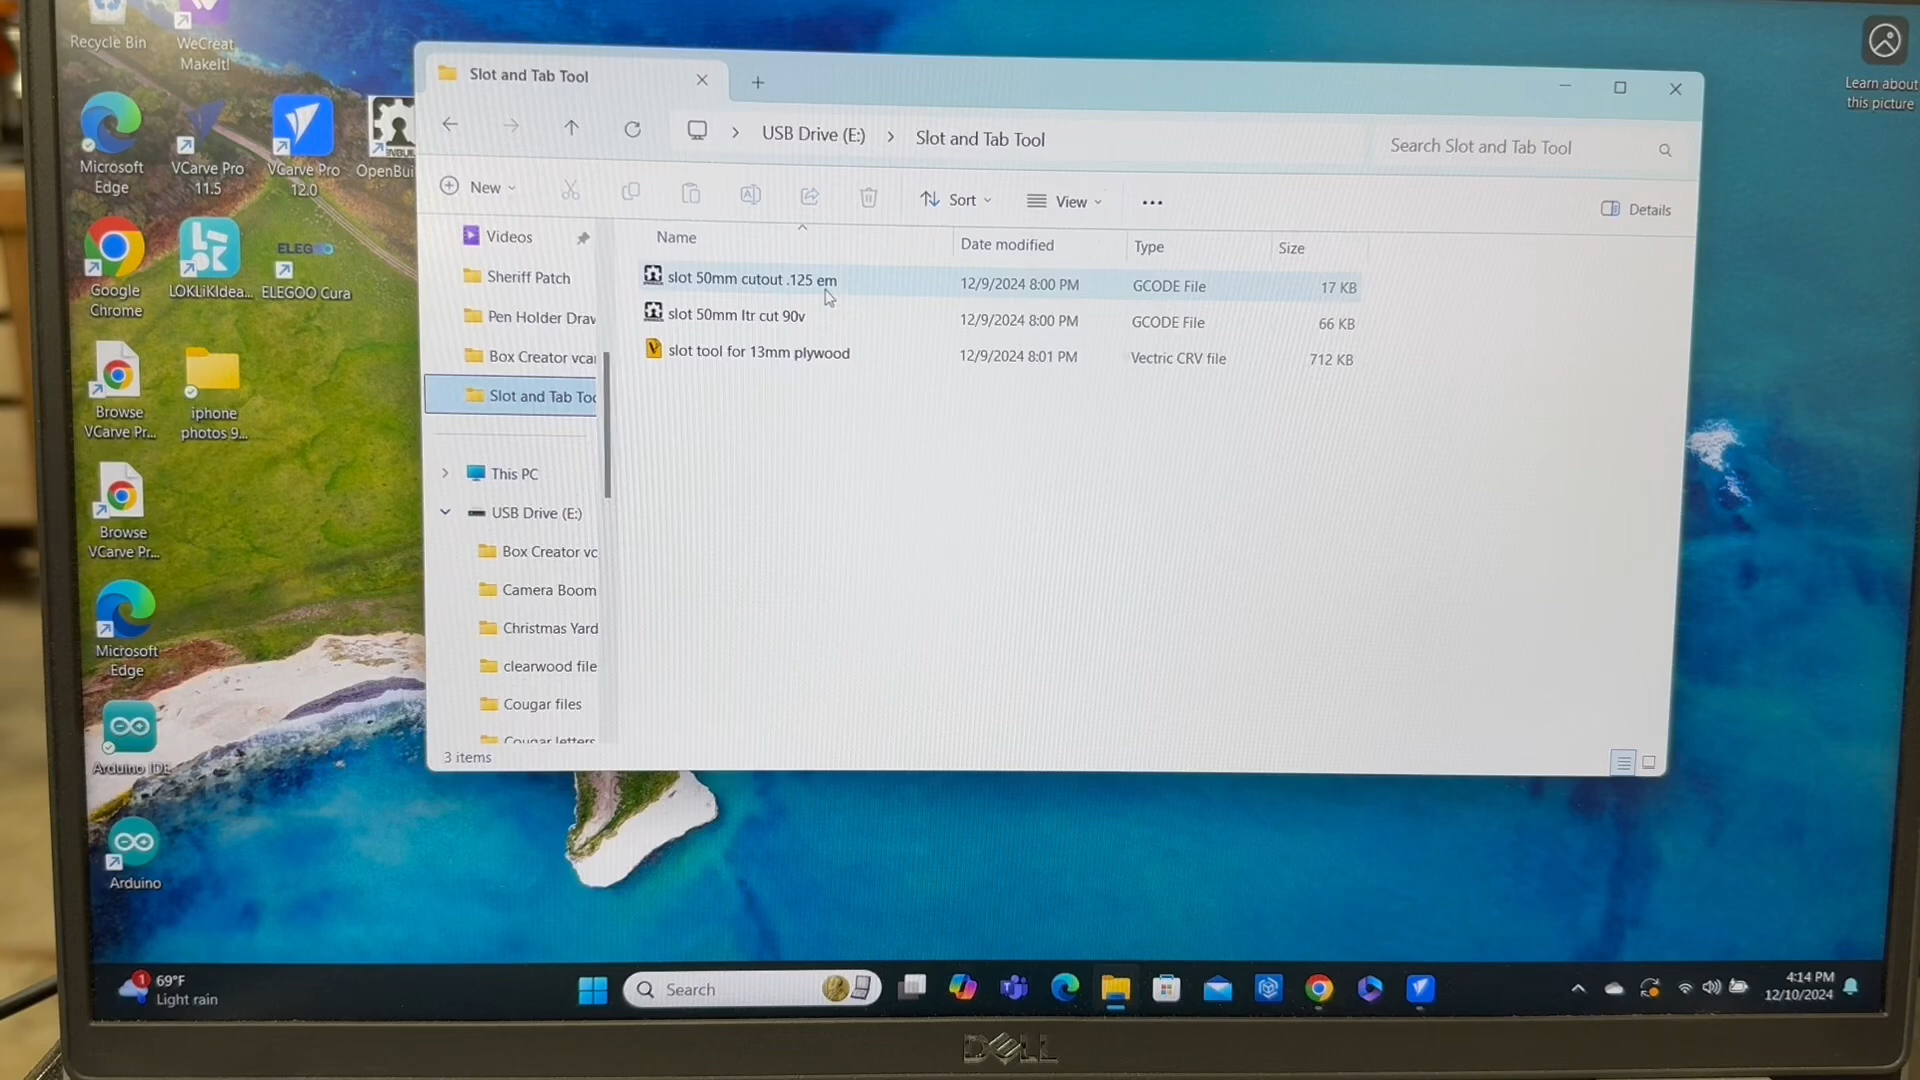 Recycle Bin
WeCreat
MakeIt!
Learn about
this picture
Microsoft
Edge
VCarve Pro
11.5
VCarve Pro
12.0
OpenBui
Google
Chrome
LOKLiKIdea...
ELEGOO Cura
Browse
VCarve Pr...
iphone
photos 9...
Browse
VCarve Pr...
Microsoft
Edge
Arduino IDE
Arduino
Slot and Tab Tool
USB Drive (E:)
Slot and Tab Tool
Search Slot and Tab Tool
New
Sort
View
Details
Videos
Sheriff Patch
Pen Holder Draw
Box Creator vca
Slot and Tab Too
This PC
USB Drive (E:)
Box Creator vc
Camera Boom
Christmas Yard
clearwood file
Cougar files
Cougar letters
Name
Date modified
Type
Size
slot 50mm cutout .125 em
12/9/2024 8:00 PM
GCODE File
17 KB
slot 50mm ltr cut 90v
12/9/2024 8:00 PM
GCODE File
66 KB
slot tool for 13mm plywood
12/9/2024 8:01 PM
Vectric CRV file
712 KB
3 items
1
69°F
Light rain
Search
4:14 PM
12/10/2024
DELL